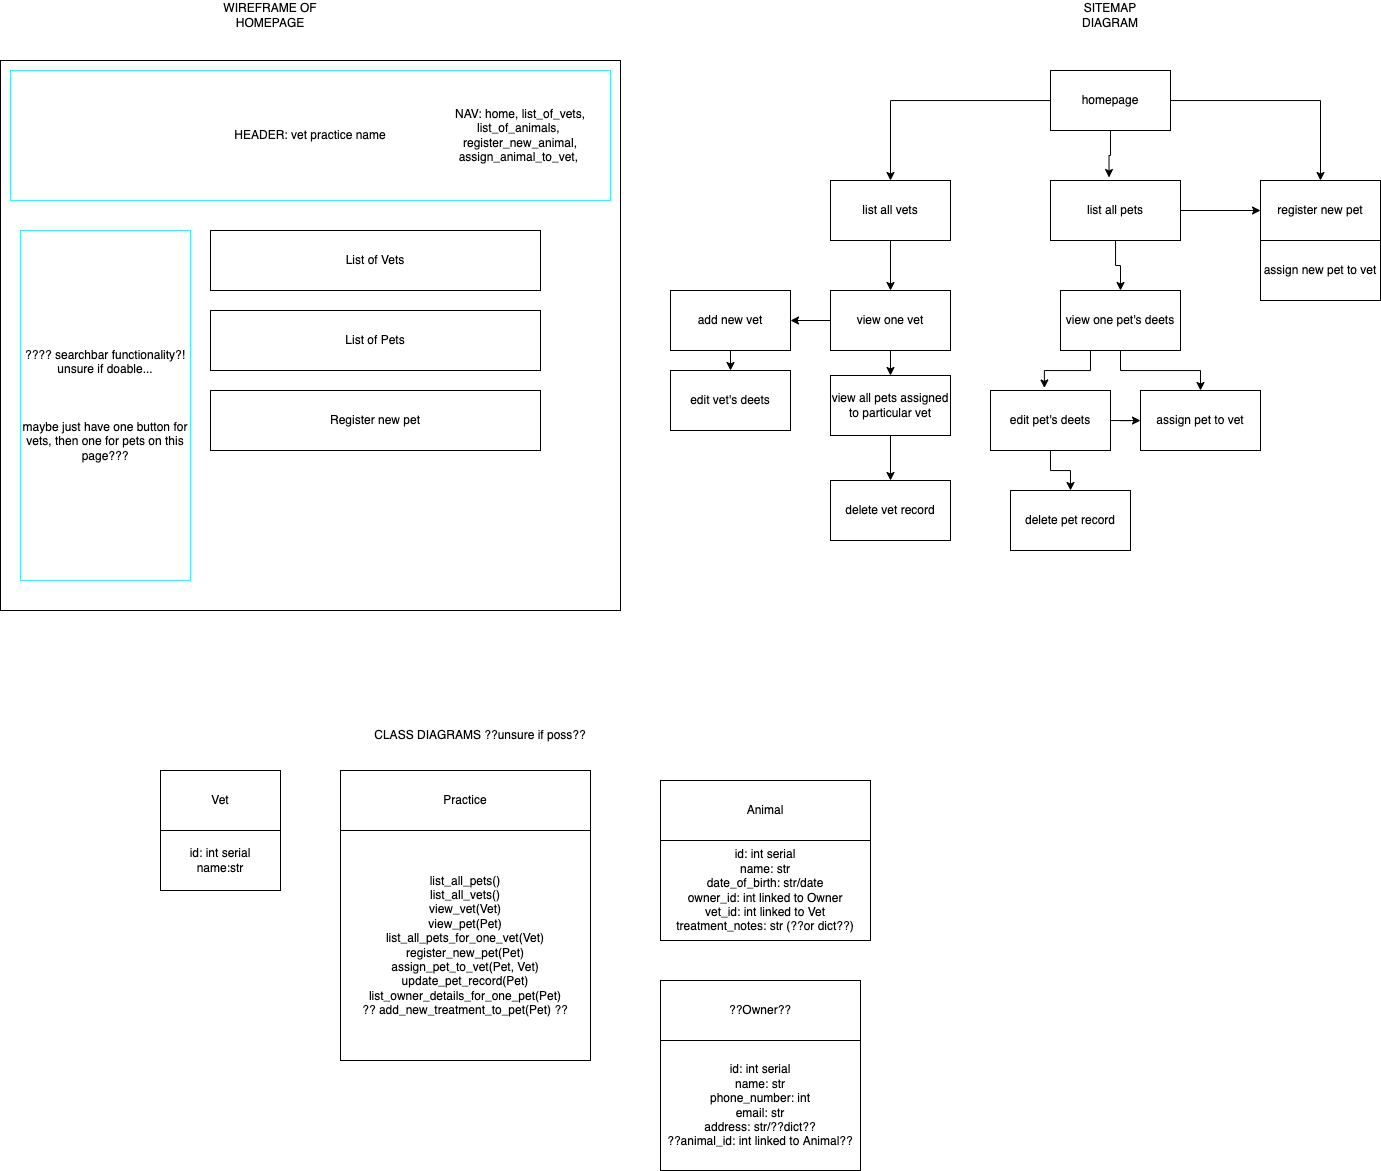 WIREFRAME OF
HOMEPAGE
HEADER: vet practice name
NAV: home, list_of_vets,
list_of_animals,
register_new_animal,
assign_animal_to_vet,
???? searchbar functionality?!
unsure if doable...
maybe just have one button for
vets, then one for pets on this
page???
List of Vets
List of Pets
Register new pet
SITEMAP
DIAGRAM
homepage
list all vets
list all pets
register new pet
assign new pet to vet
add new vet
view one vet
view one pet's deets
edit vet's deets
view all pets assigned
to particular vet
edit pet's deets
assign pet to vet
delete vet record
delete pet record
CLASS DIAGRAMS ??unsure if poss??
Vet
id: int serial
name:str
Practice
list_all_pets()
list_all_vets()
view_vet(Vet)
view_pet(Pet)
list_all_pets_for_one_vet(Vet)
register_new_pet(Pet)
assign_pet_to_vet(Pet, Vet)
update_pet_record(Pet)
list_owner_details_for_one_pet(Pet)
?? add_new_treatment_to_pet(Pet) ??
Animal
id: int serial
name: str
date_of_birth: str/date
owner_id: int linked to Owner
vet_id: int linked to Vet
treatment_notes: str (??or dict??)
??Owner??
id: int serial
name: str
phone_number: int
email: str
address: str/??dict??
??animal_id: int linked to Animal??